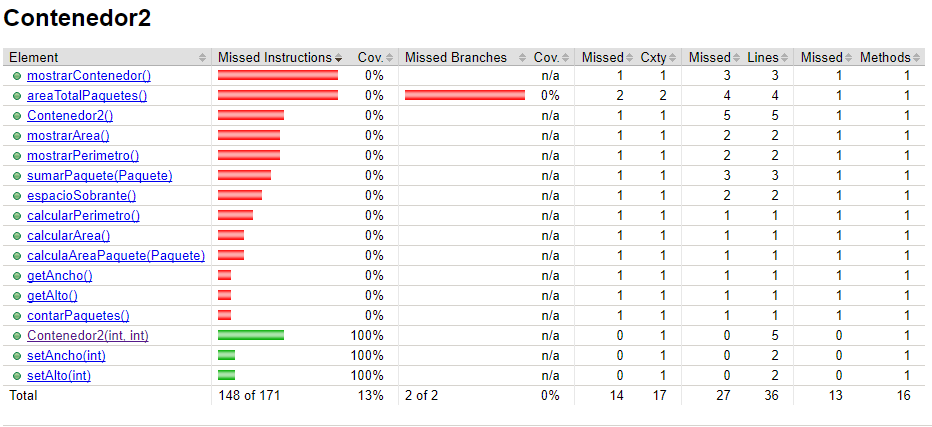 Contenedor2
Element Missed Instructions Cov. Missed Branches Cov. Missed Cxty Missed Lines Missed Methods
mostrarContenedor() 0% n/a 1 1 3 3 1 1
areaTotalPaquetes() 0% 0% 2 2 4 4 1 1
Contenedor2() 0% n/a 1 1 5 5 1 1
mostrarArea() 0% n/a 1 1 2 2 1 1
mostrarPerimetro() 0% n/a 1 1 2 2 1 1
sumarPaquete(Paquete) 0% n/a 1 1 3 3 1 1
espacioSobrante() 0% n/a 1 1 2 2 1 1
calcularPerimetro() 0% n/a 1 1 1 1 1 1
calcularArea() 0% n/a 1 1 1 1 1 1
calculaAreaPaquete(Paquete) 0% n/a 1 1 1 1 1 1
getAncho() 0% n/a 1 1 1 1 1 1
getAlto() 0% n/a 1 1 1 1 1 1
contarPaquetes() 0% n/a 1 1 1 1 1 1
Contenedor2(int, int) 100% n/a 0 1 0 5 0 1
setAncho(int) 100% n/a 0 1 0 2 0 1
setAlto(int) 100% n/a 0 1 0 2 0 1
Total 148 of 171 13% 2 of 2 0% 14 17 27 36 13 16